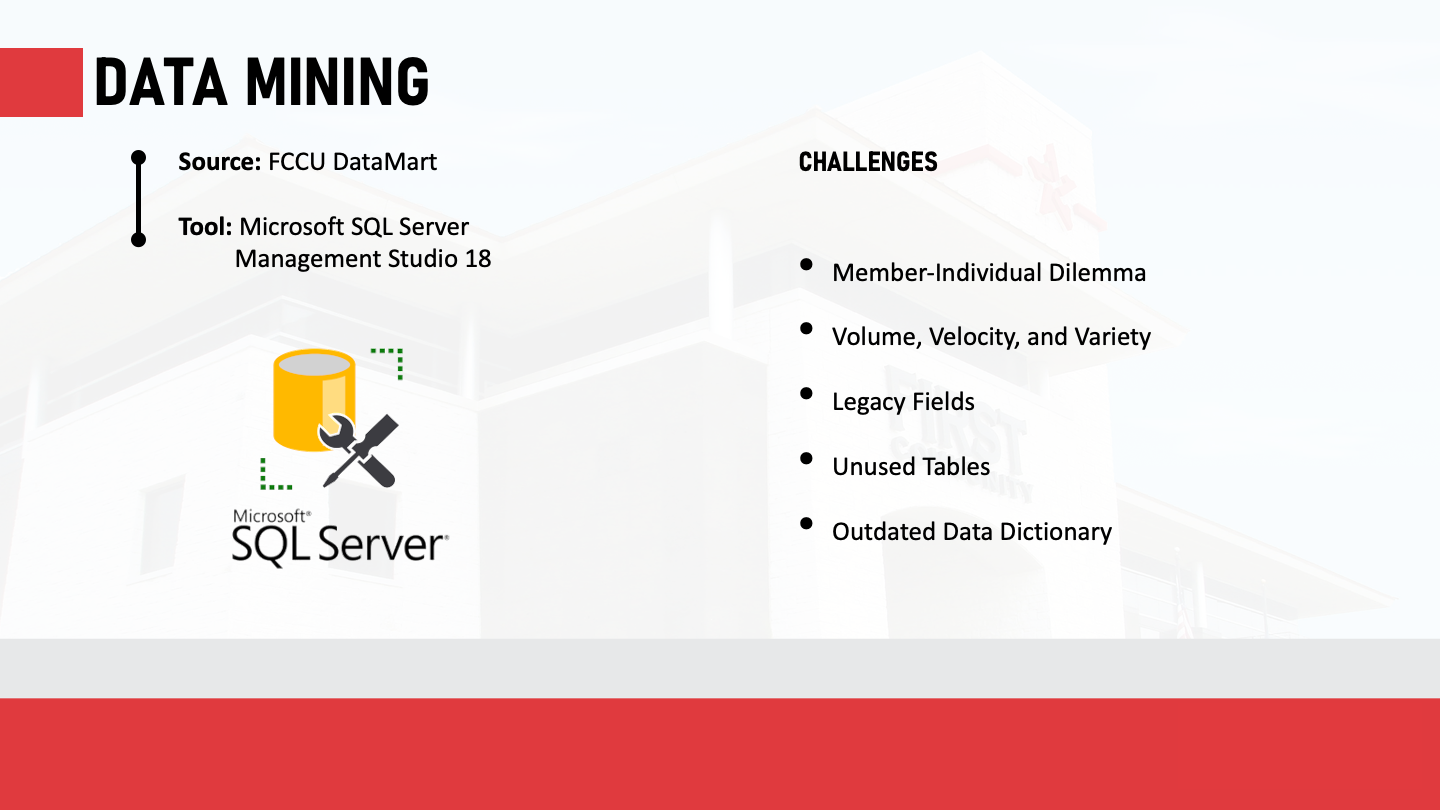 DATA MINING
Source: FCCU DataMart
Tool: Microsoft SQL Server
Management Studio 18
Microsoft®
SQL Server®
CHALLENGES
• Member-Individual Dilemma
• Volume, Velocity, and Variety
• Legacy Fields
• Unused Tables
• Outdated Data Dictionary
FIRST